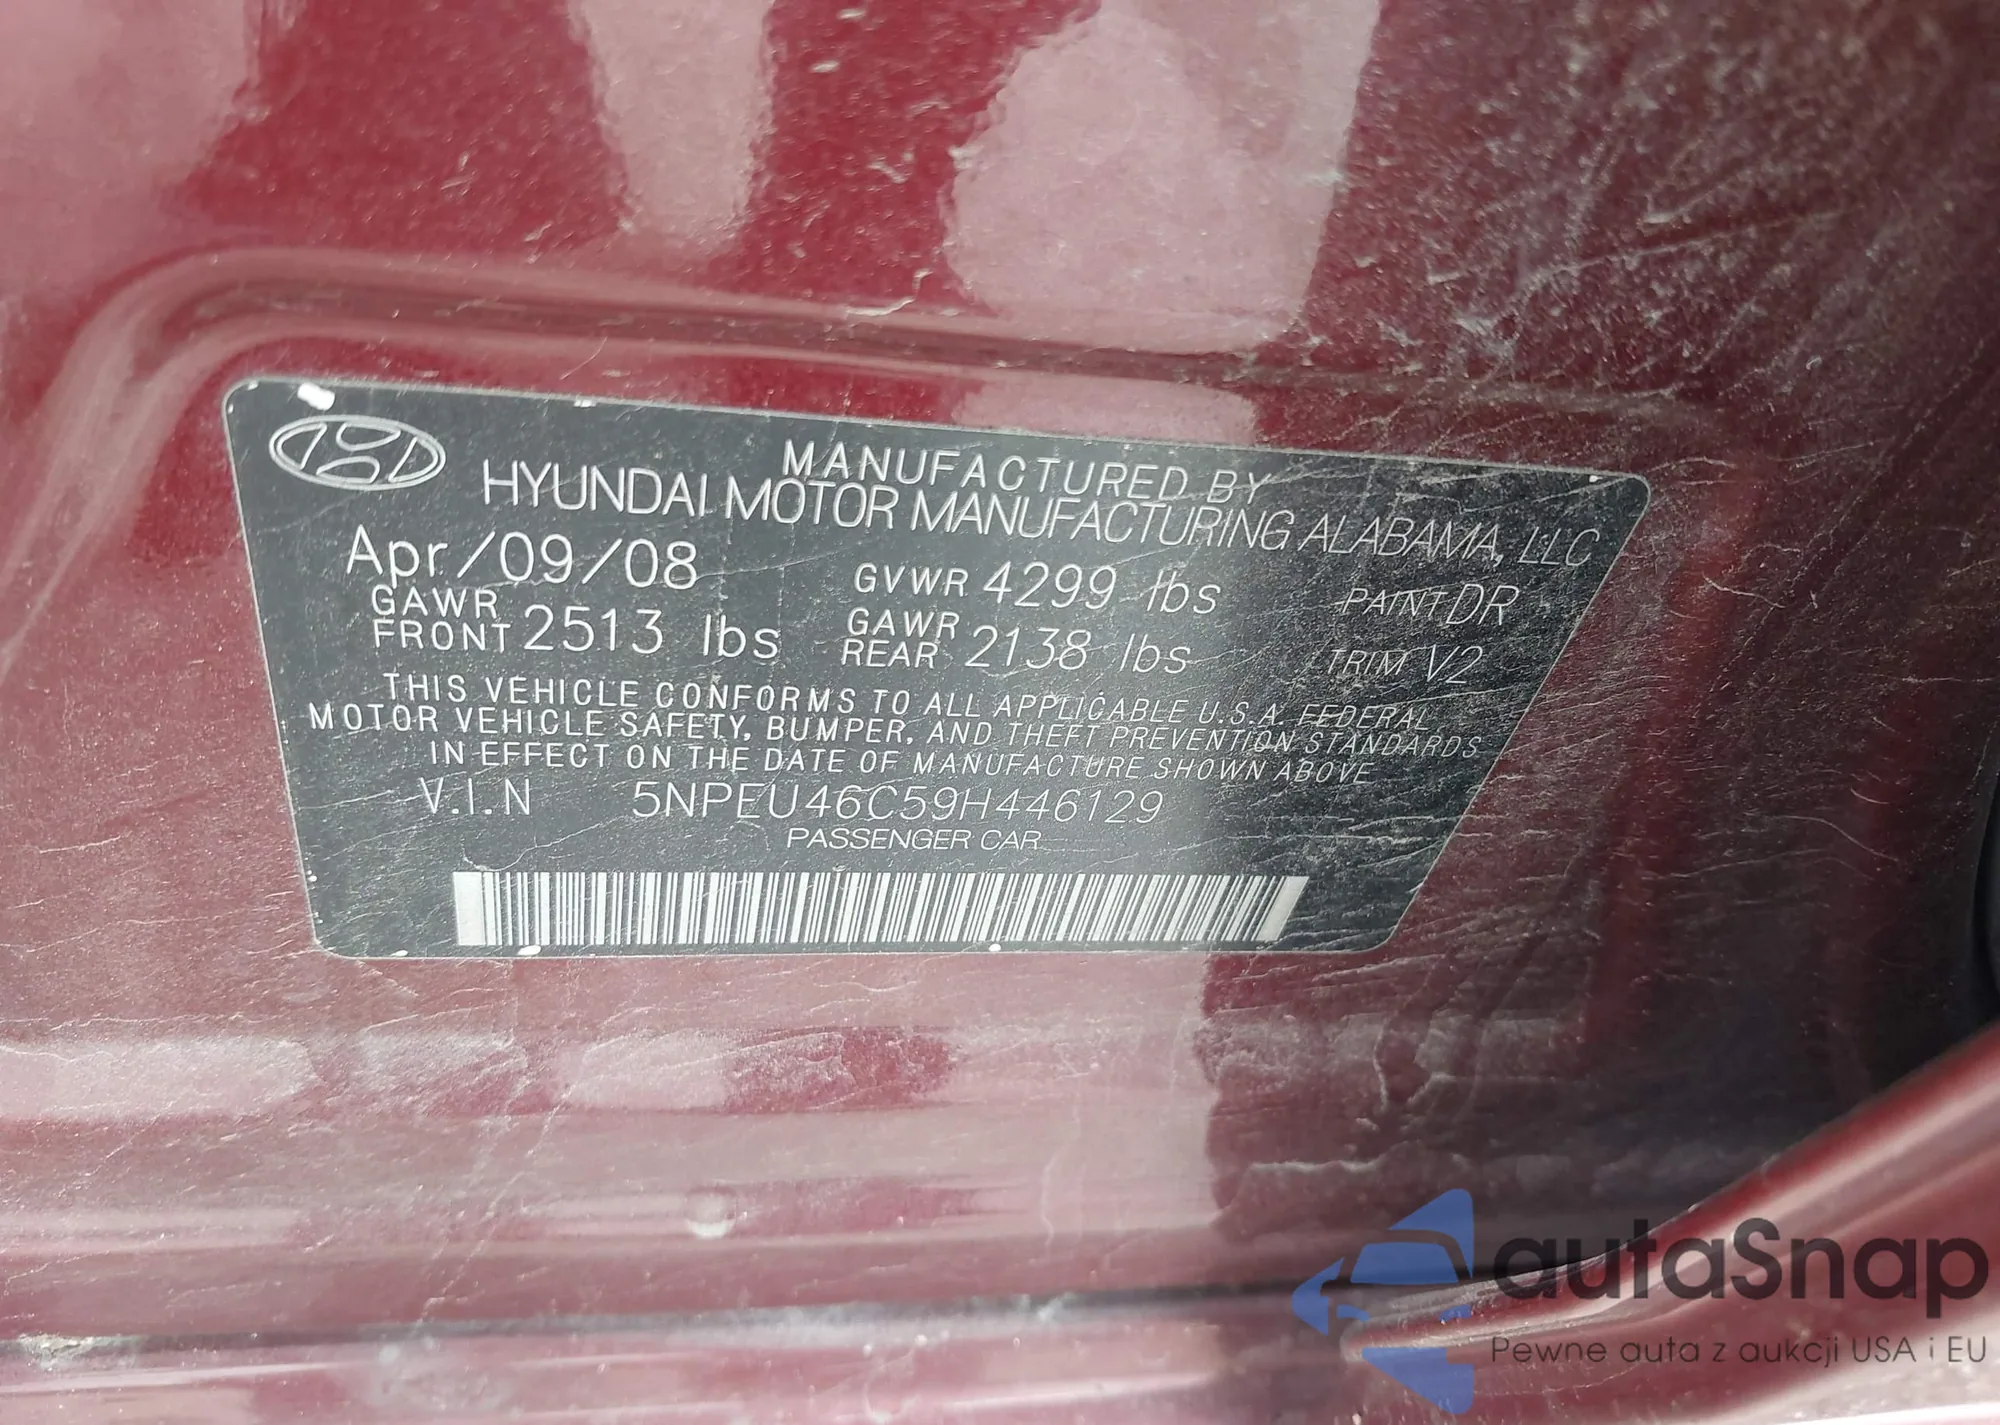 MANUFACTURED BY
HYUNDAI MOTOR MANUFACTURING ALABAMA, LLC
Apr/09/08 GVWR 4299 lbs PAINT DR
GAWR FRONT 2513 lbs GAWR REAR 2138 lbs TRIM V2
THIS VEHICLE CONFORMS TO ALL APPLICABLE U.S.A. FEDERAL
MOTOR VEHICLE SAFETY, BUMPER, AND THEFT PREVENTION STANDARDS
IN EFFECT ON THE DATE OF MANUFACTURE SHOWN ABOVE
V.I.N 5NPEU46C59H446129
PASSENGER CAR
autaSnap
Pewne auta z aukcji USA i EU